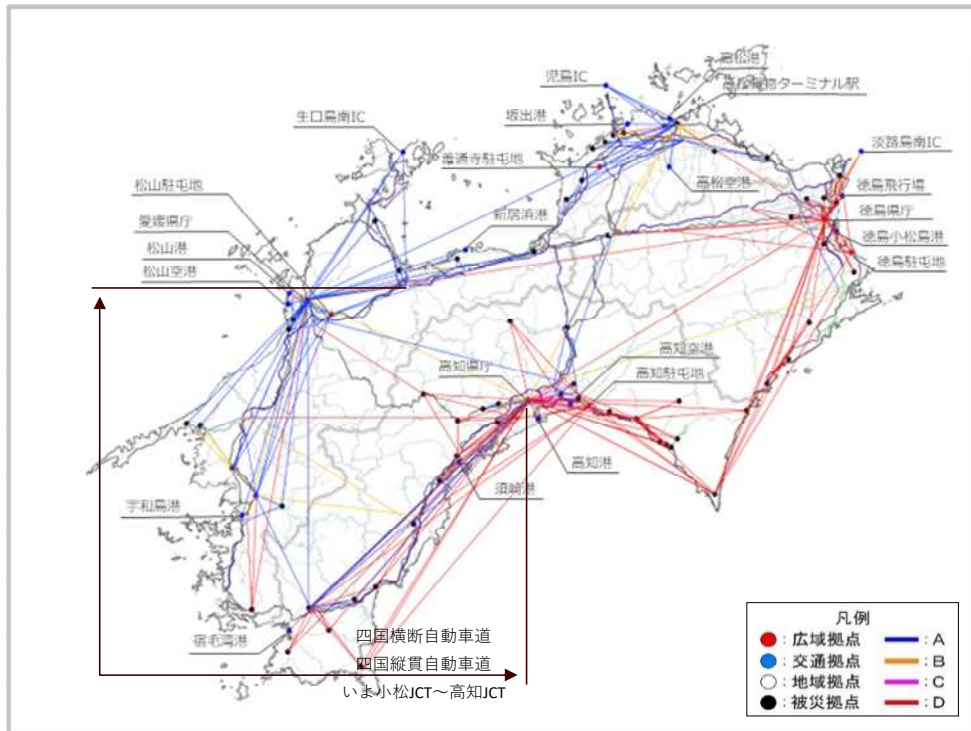 高松港
児島IC
高松貨物ターミナル駅
坂出港
生口島南IC
淡路島南IC
善通寺駐屯地
高松空港
松山駐屯地
徳島飛行場
愛媛県庁
新居浜港
徳島県庁
松山港
徳島小松島港
松山空港
徳島駐屯地
高知空港
高知県庁
高知駐屯地
高知港
須崎港
宇和島港
宿毛湾港
四国横断自動車道
四国縦貫自動車道
いよ小松JCT～高知JCT
凡例
：広域拠点 ：A
：交通拠点 ：B
：地域拠点 ：C
：被災拠点 ：D